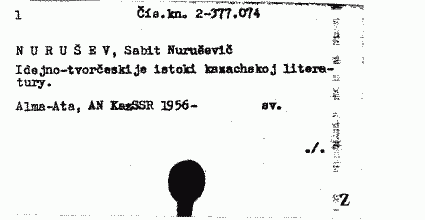 1 Čís.kn. 2-377.074
N U R U Š E V, Sabit Nuruševič
Idejno-tvorčeskije istoki kazachskoj litera-
tury.
Alma-Ata, AN KazSSR 1956- sv.
./.
Z